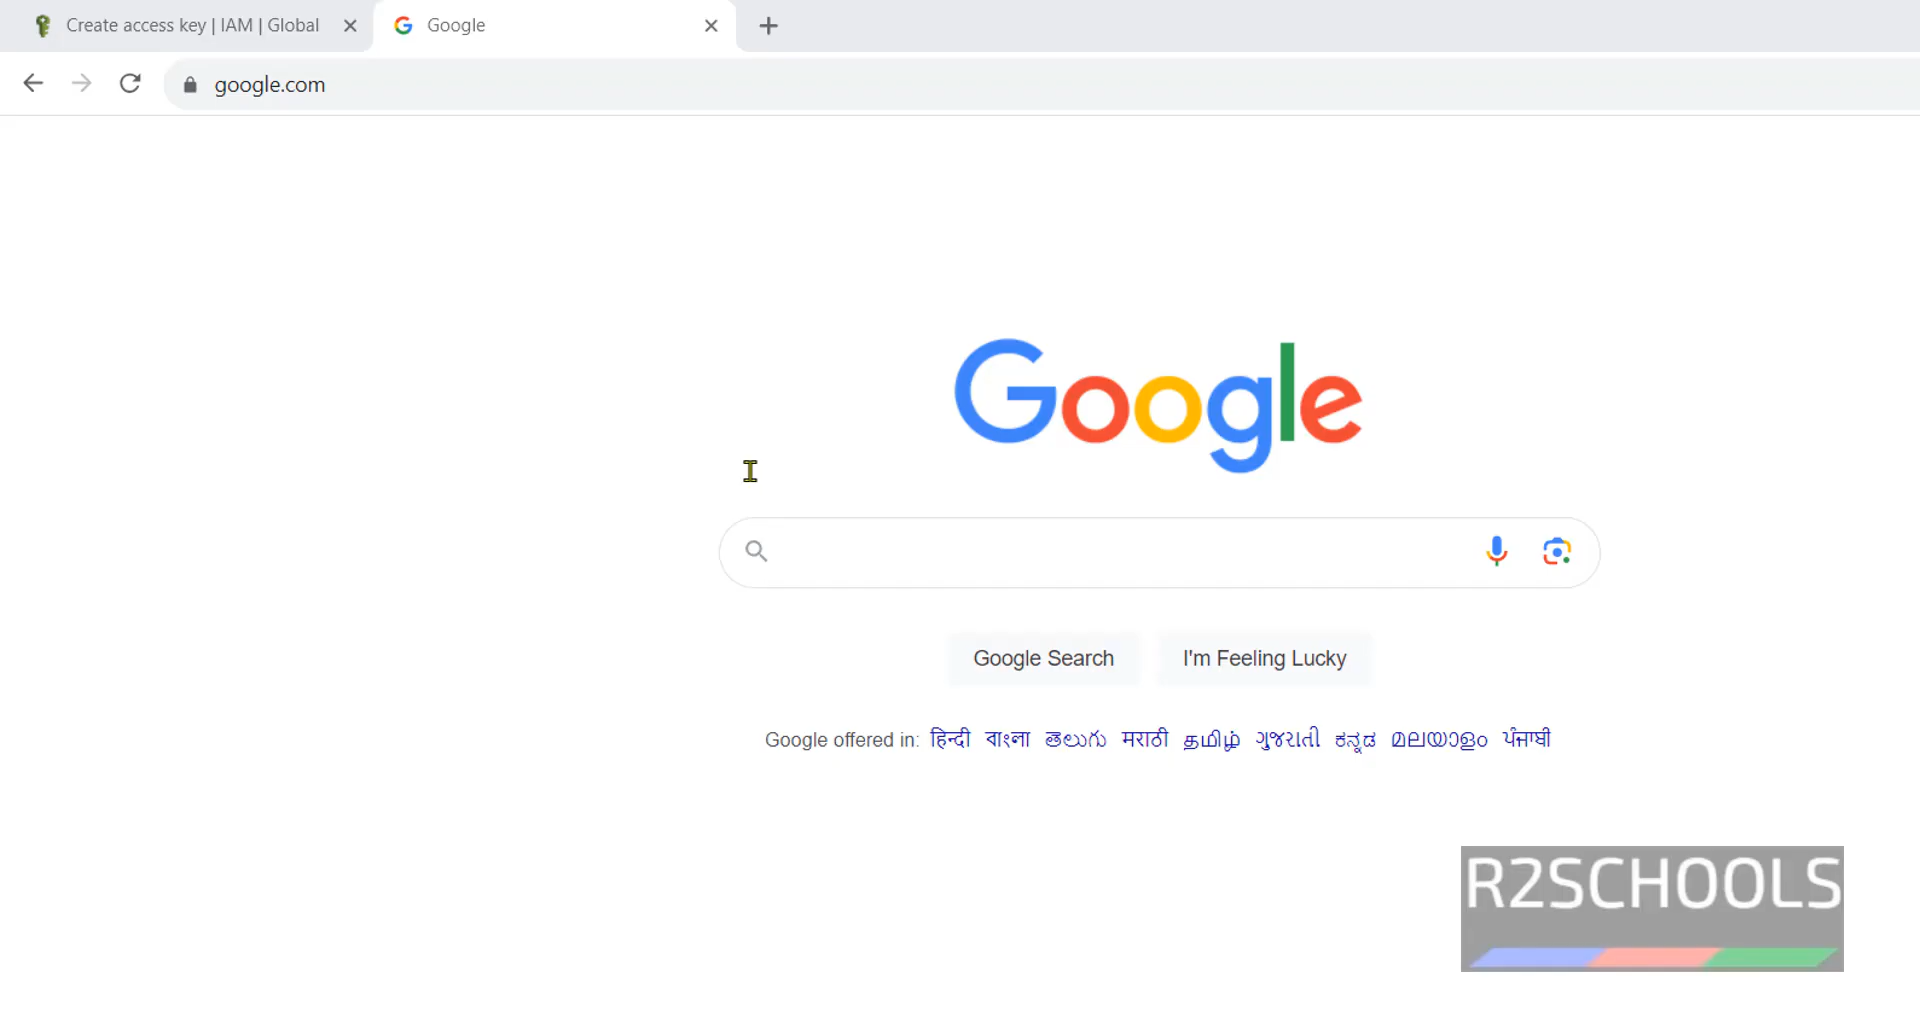 Create access key | IAM | Global
Google
google.com
Google
Google Search
I'm Feeling Lucky
Google offered in: हिन्दी বাংলা తెలుగు मराठी தமிழ் ગુજરાતી ಕನ್ನಡ മലയാളം ਪੰਜਾਬੀ
R2SCHOOLS